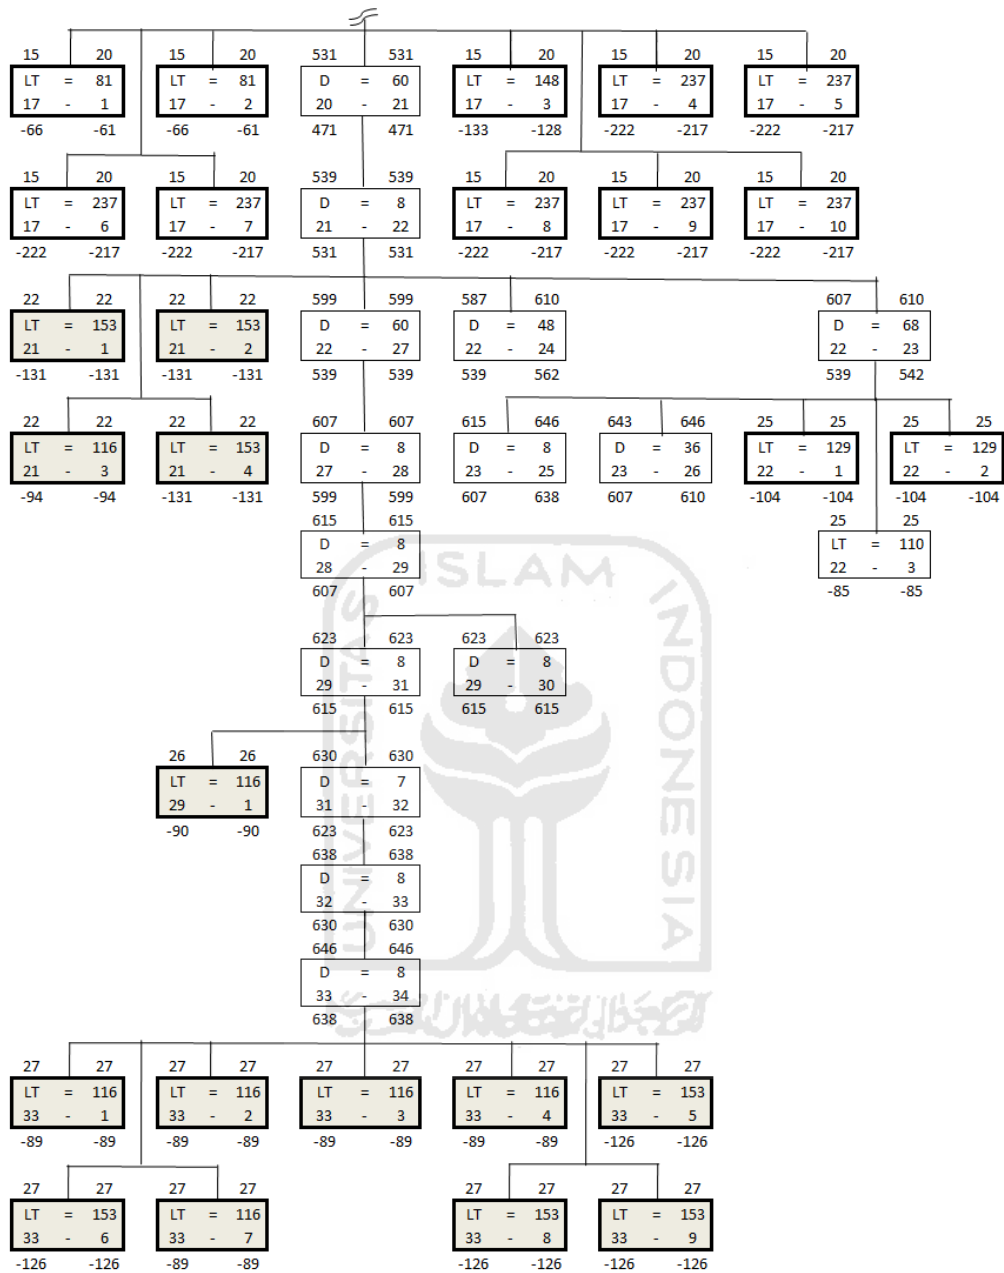 15 20 15 20 531 531 15 20 15 20 15 20
LT = 81 LT = 81 D = 60 LT = 148 LT = 237 LT = 237
17 - 1 17 - 2 20 - 21 17 - 3 17 - 4 17 - 5
-66 -61 -66 -61 471 471 -133 -128 -222 -217 -222 -217
15 20 15 20 539 539 15 20 15 20 15 20
LT = 237 LT = 237 D = 8 LT = 237 LT = 237 LT = 237
17 - 6 17 - 7 21 - 22 17 - 8 17 - 9 17 - 10
-222 -217 -222 -217 531 531 -222 -217 -222 -217 -222 -217
22 22 22 22 599 599 587 610 607 610
LT = 153 LT = 153 D = 60 D = 48 D = 68
21 - 1 21 - 2 22 - 27 22 - 24 22 - 23
-131 -131 -131 -131 539 539 539 562 539 542
22 22 22 22 607 607 615 646 643 646 25 25 25 25
LT = 116 LT = 153 D = 8 D = 8 D = 36 LT = 129 LT = 129
21 - 3 21 - 4 27 - 28 23 - 25 23 - 26 22 - 1 22 - 2
-94 -94 -131 -131 599 599 607 638 607 610 -104 -104 -104 -104
615 615 25 25
D = 8 LT = 110
28 - 29 22 - 3
607 607 -85 -85
623 623 623 623
D = 8 D = 8
29 - 31 29 - 30
615 615 615 615
26 26 630 630
LT = 116 D = 7
29 - 1 31 - 32
-90 -90 623 623
638 638
D = 8
32 - 33
630 630
646 646
D = 8
33 - 34
638 638
27 27 27 27 27 27 27 27 27 27
LT = 116 LT = 116 LT = 116 LT = 116 LT = 153
33 - 1 33 - 2 33 - 3 33 - 4 33 - 5
-89 -89 -89 -89 -89 -89 -89 -89 -126 -126
27 27 27 27 27 27 27 27
LT = 153 LT = 116 LT = 153 LT = 153
33 - 6 33 - 7 33 - 8 33 - 9
-126 -126 -89 -89 -126 -126 -126 -126
UNIVERSITAS ISLAM INDONESIA